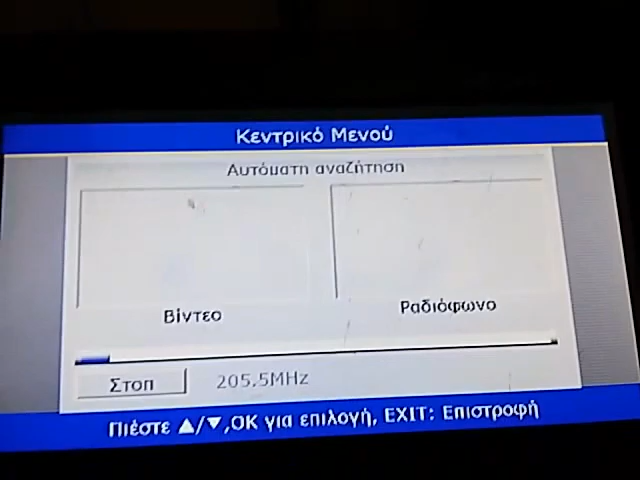 Κεντρικό Μενού
Αυτόματη αναζήτηση
Βίντεο
Ραδιόφωνο
Στοπ
205.5MHz
Πιέστε ▲/▼,OK για επιλογή, EXIT: Επιστροφή